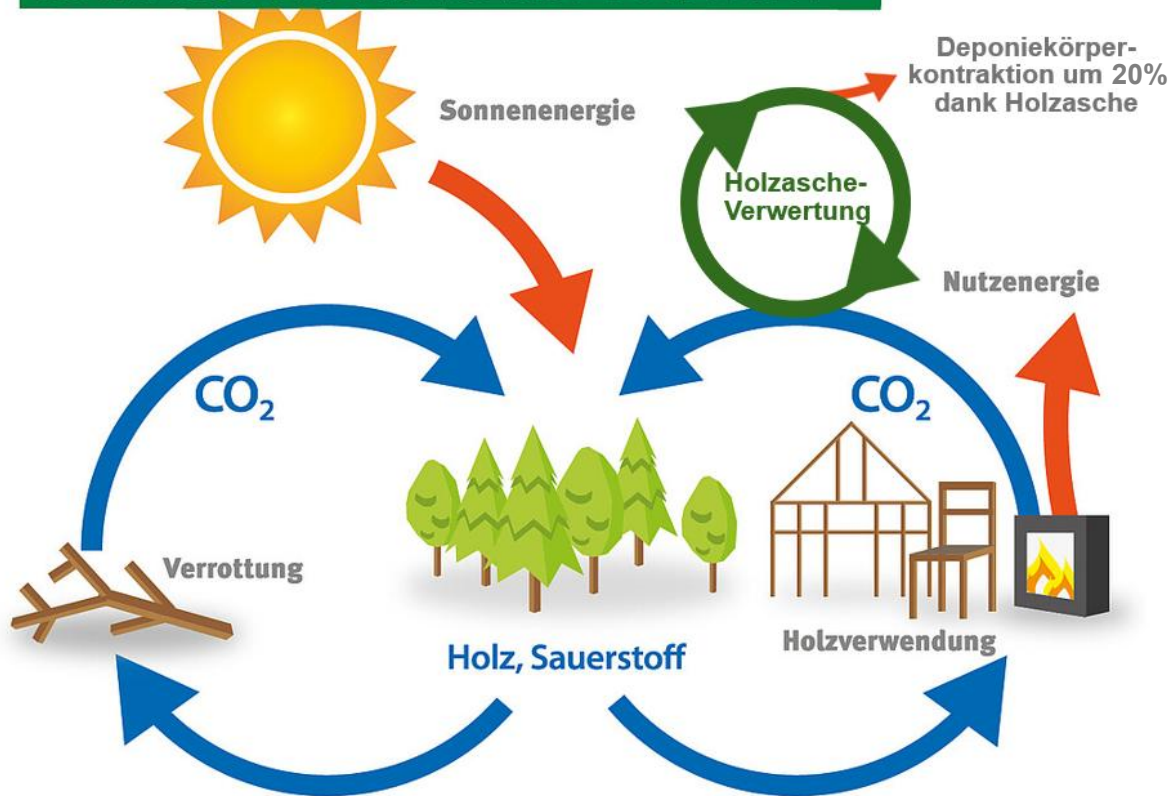 Deponiekörper-
kontraktion um 20%
dank Holzasche
Sonnenenergie
Holzasche-
Verwertung
Nutzenergie
CO₂
CO₂
Verrottung
Holzverwendung
Holz, Sauerstoff